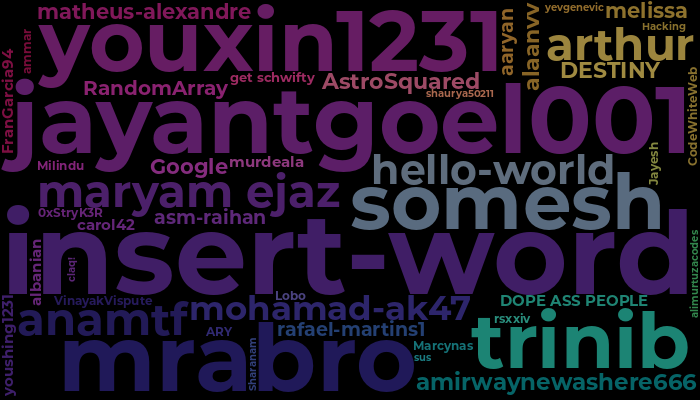 matheus-alexandre
youxin1231
aaryan
alaanvv
yevgenevic
melissa
Hacking
arthur
DESTINY
ammar
FranGarcia94
get schwifty
RandomArray
AstroSquared
shaurya50211
CodeWhiteWeb
jayantgoel001
Milindu
Google
murdeala
hello-world
Jayesh
maryam ejaz
somesh
0xStryK3R
asm-raihan
carol42
insert-word
albanian
claq!
alimurtuzacodes
youshing1231
VinayakVispute
Lobo
mohamad-ak47
DOPE ASS PEOPLE
anamtf
ARY
rafael-martins1
rsxxiv
trinib
mrabro
sharanam
Marcynas
sus
amirwaynewashere666